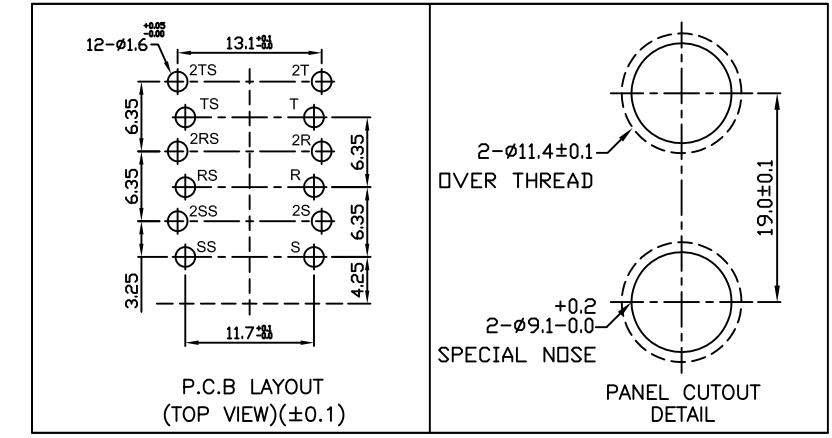 +0.05
-0.00
12-Ø1.6
13.1 +0.1 -0.0
2TS 2T
TS T
2RS 2R
RS R
2SS 2S
SS S
6.35
6.35
3.25
6.35
6.35
4.25
11.7 +0.1 -0.0
P.C.B LAYOUT
(TOP VIEW)(±0.1)
2-Ø11.4±0.1
OVER THREAD
19.0±0.1
+0.2
2-Ø9.1-0.0
SPECIAL NOSE
PANEL CUTOUT
DETAIL